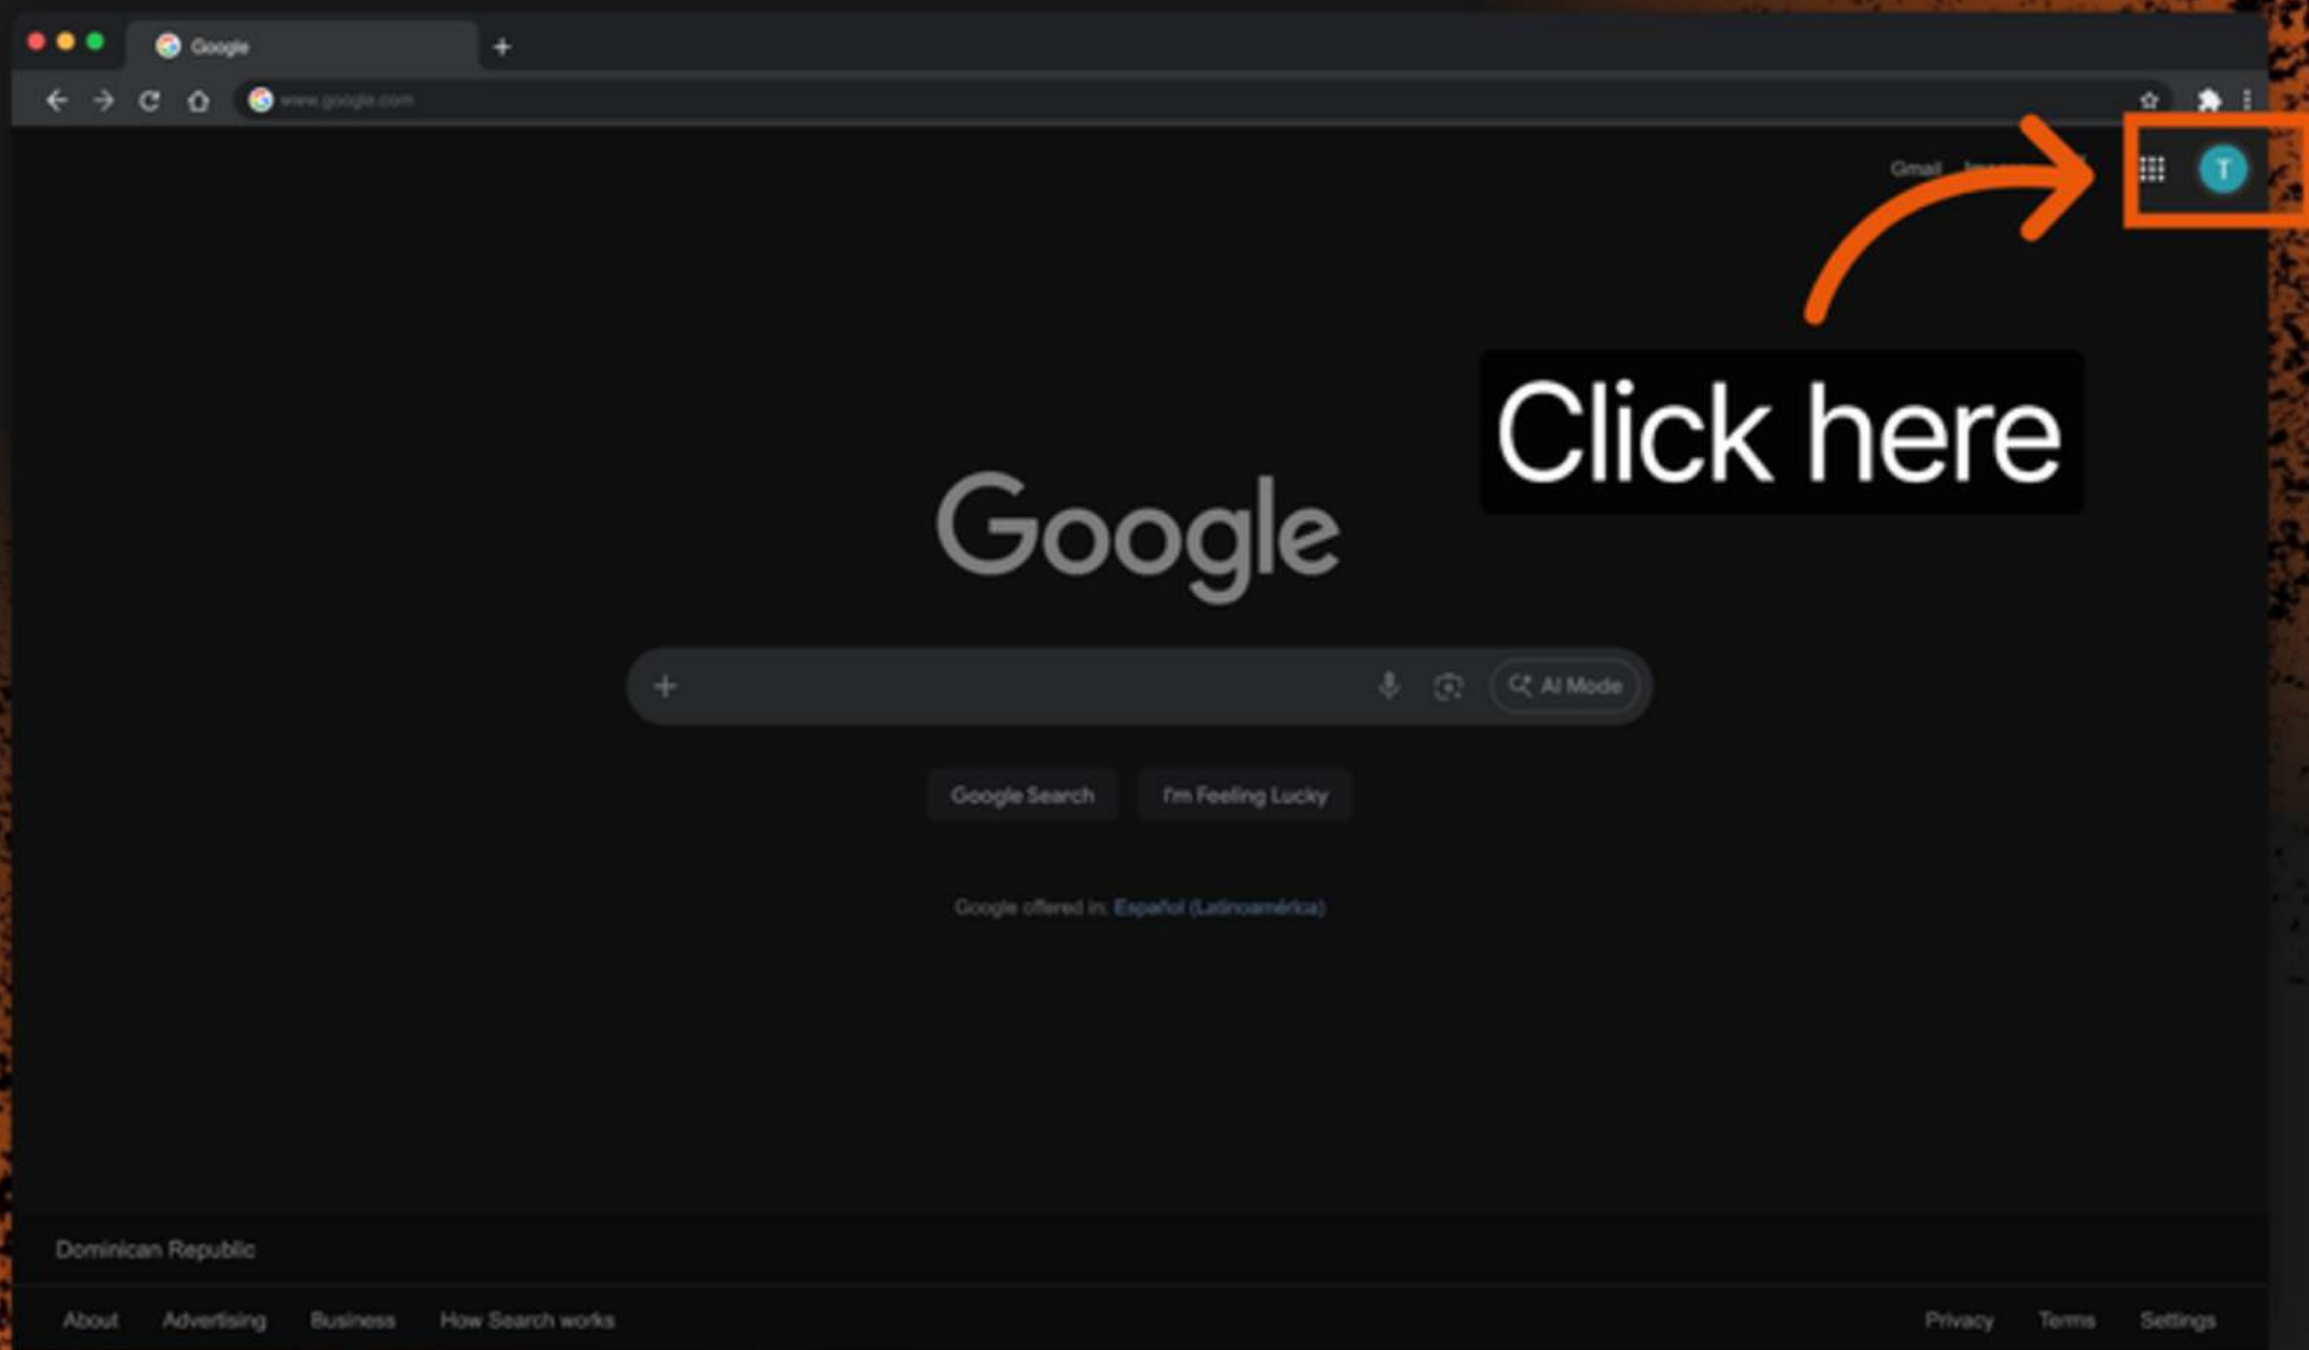 Google
www.google.com
Gmail
T
Click here
Google
AI Mode
Google Search
I'm Feeling Lucky
Google offered in: Español (Latinoamérica)
Dominican Republic
About Advertising Business How Search works
Privacy Terms Settings